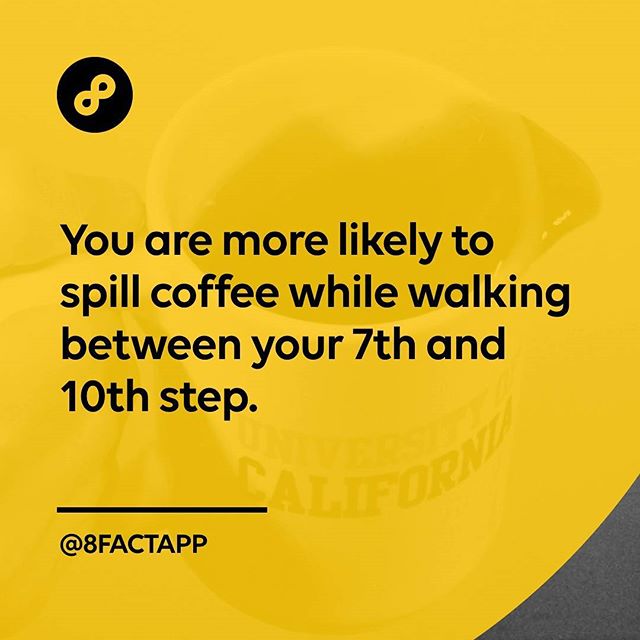 You are more likely to
spill coffee while walking
between your 7th and
10th step.
UNIVERSITY OF
CALIFORNIA
@8FACTAPP